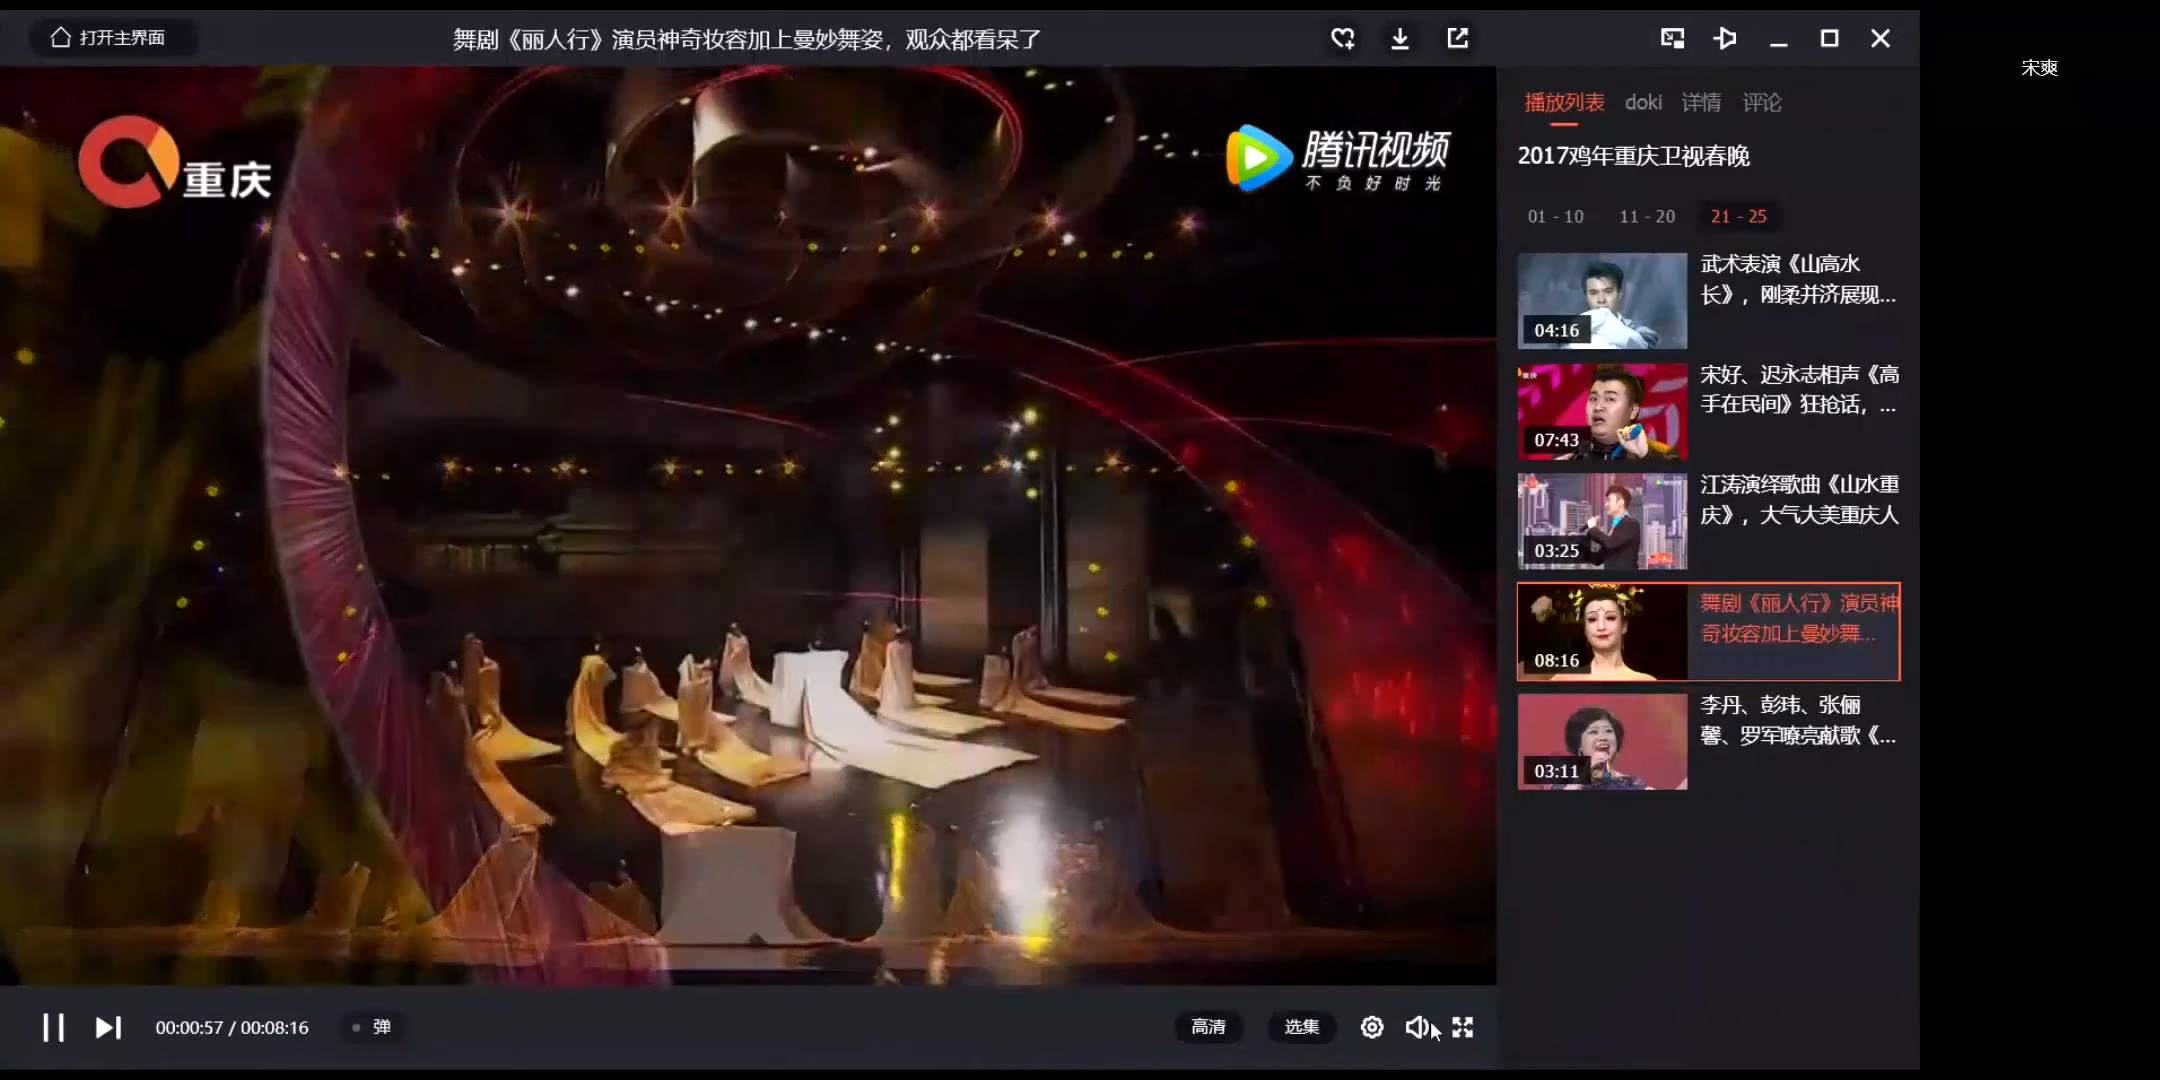 打开主界面
舞剧《丽人行》演员神奇妆容加上曼妙舞姿，观众都看呆了
宋爽
重庆
腾讯视频
不负好时光
播放列表 doki 详情 评论
2017鸡年重庆卫视春晚
01 - 10 11 - 20 21 - 25
武术表演《山高水
长》，刚柔并济展现...
04:16
宋好、迟永志相声《高
手在民间》狂抢话，...
07:43
江涛演绎歌曲《山水重
庆》，大气大美重庆人
03:25
舞剧《丽人行》演员神
奇妆容加上曼妙舞...
08:16
李丹、彭玮、张俪
馨、罗军嘹亮献歌《...
03:11
00:00:57 / 00:08:16
弹
高清
选集